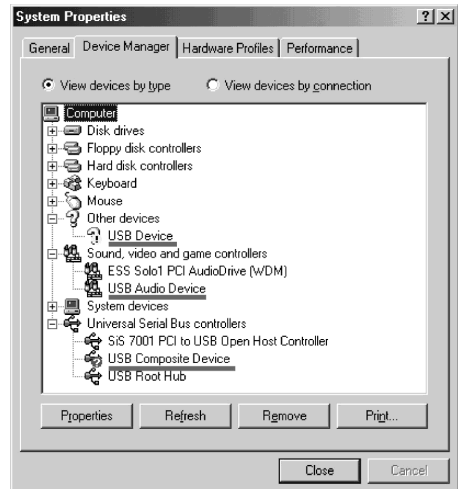 System Properties
General
Device Manager
Hardware Profiles
Performance
View devices by type
View devices by connection
Computer
Disk drives
Floppy disk controllers
Hard disk controllers
Keyboard
Mouse
Other devices
USB Device
Sound, video and game controllers
ESS Solo1 PCI AudioDrive (WDM)
USB Audio Device
System devices
Universal Serial Bus controllers
SiS 7001 PCI to USB Open Host Controller
USB Composite Device
USB Root Hub
Properties
Refresh
Remove
Print...
Close
Cancel